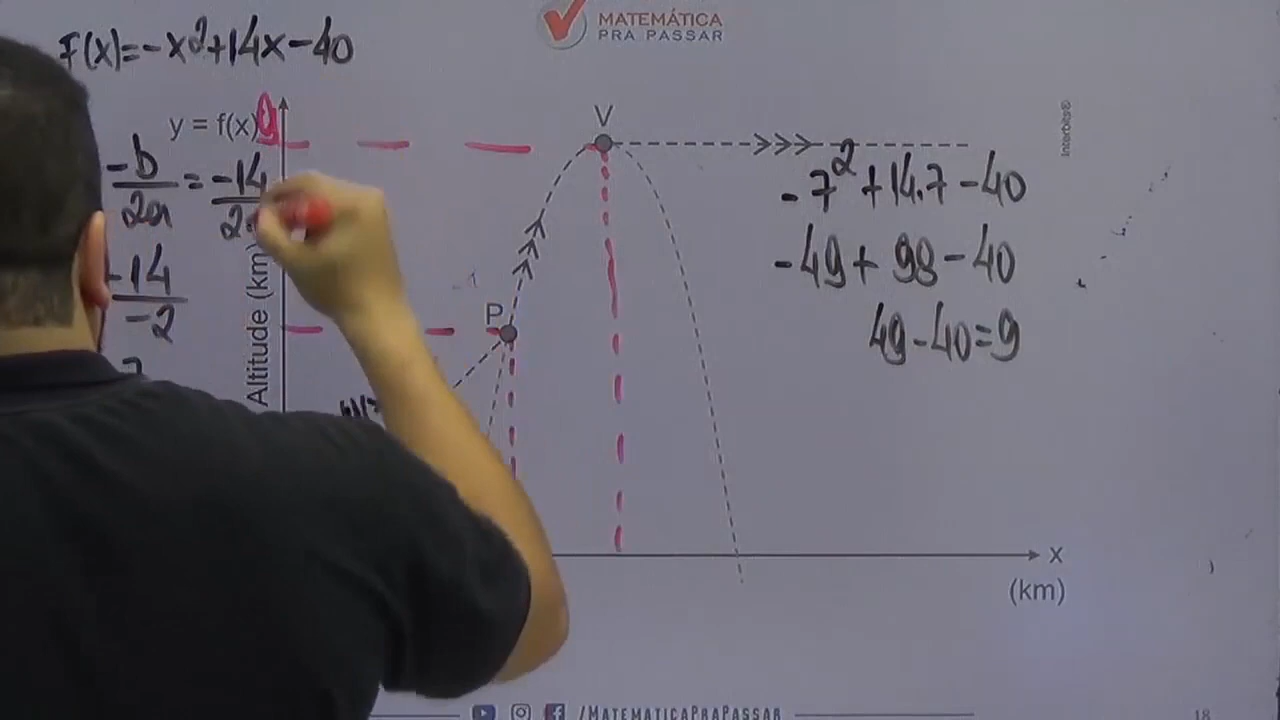 MATEMÁTICA
PRA PASSAR
F(x)=-x²+14x-40
y = f(x) 9
V
Interbits®
-b/2a = -14
-7²+14.7-40
-14/-2
-49+98-40
Altitude (km)
P
49-40=9
x
(km)
/MATEMATICAPRAPASSAR
18